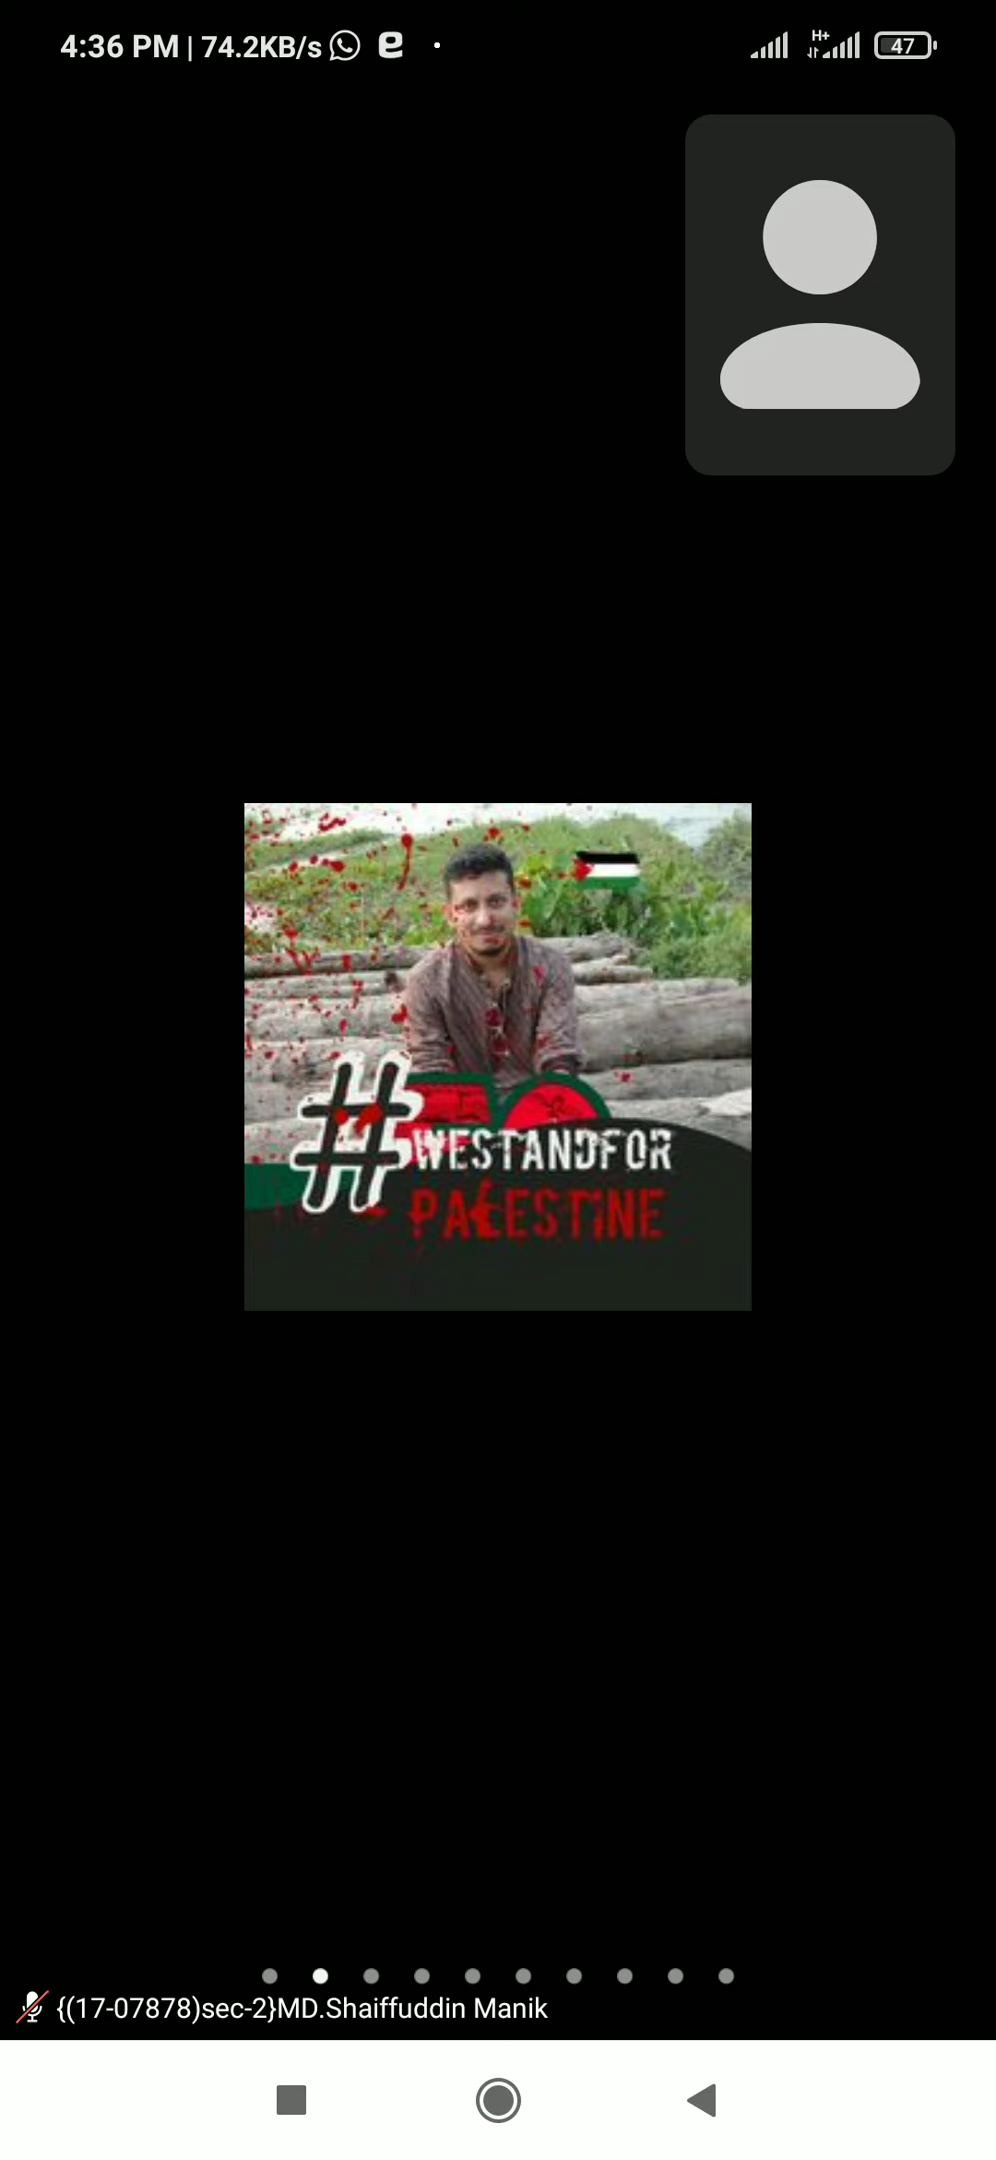 4:36 PM | 74.2KB/s
H+
47
#WESTANDFOR
PALESTINE
{(17-07878)sec-2}MD.Shaiffuddin Manik